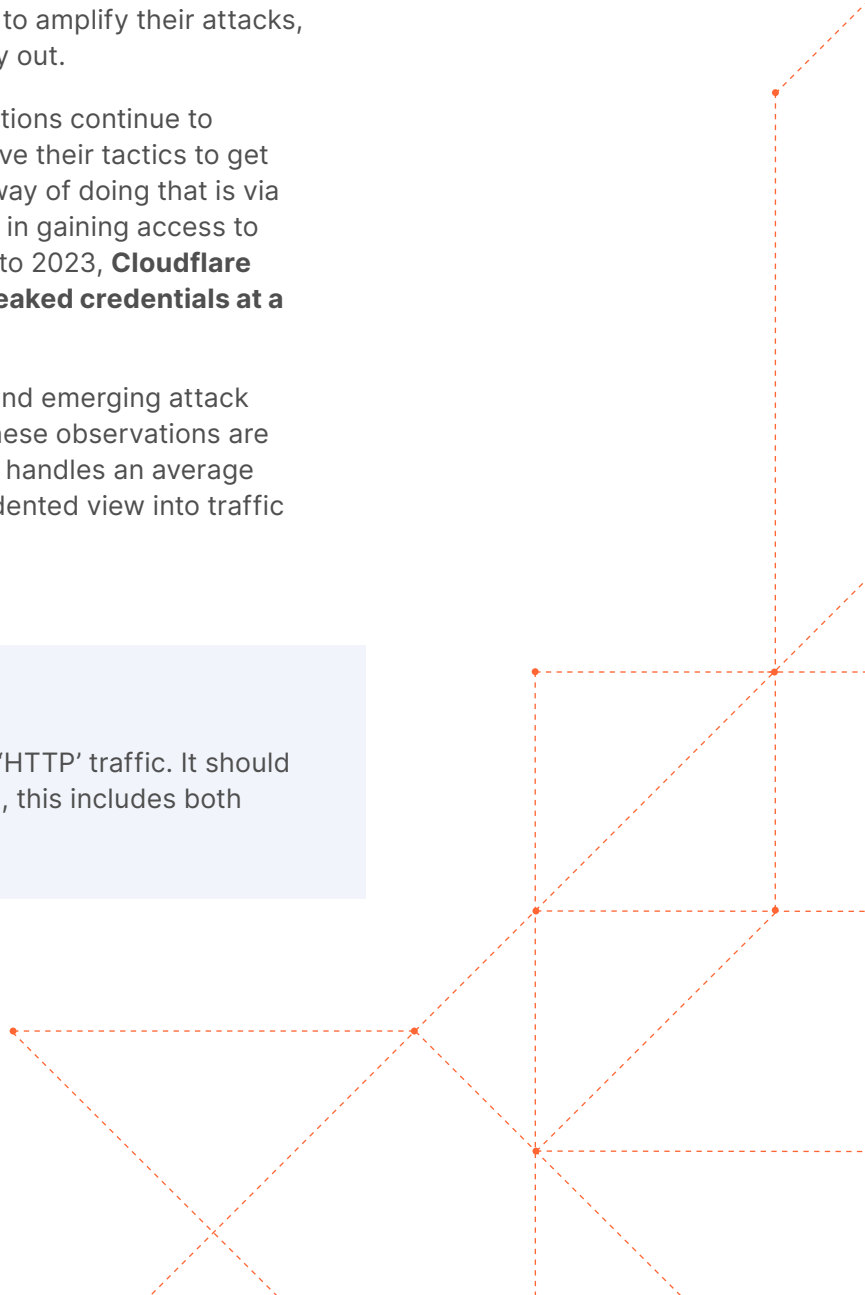 to amplify their attacks,
y out.
tions continue to
ve their tactics to get
way of doing that is via
in gaining access to
to 2023, Cloudflare
eaked credentials at a
nd emerging attack
hese observations are
handles an average
dented view into traffic
'HTTP' traffic. It should
, this includes both